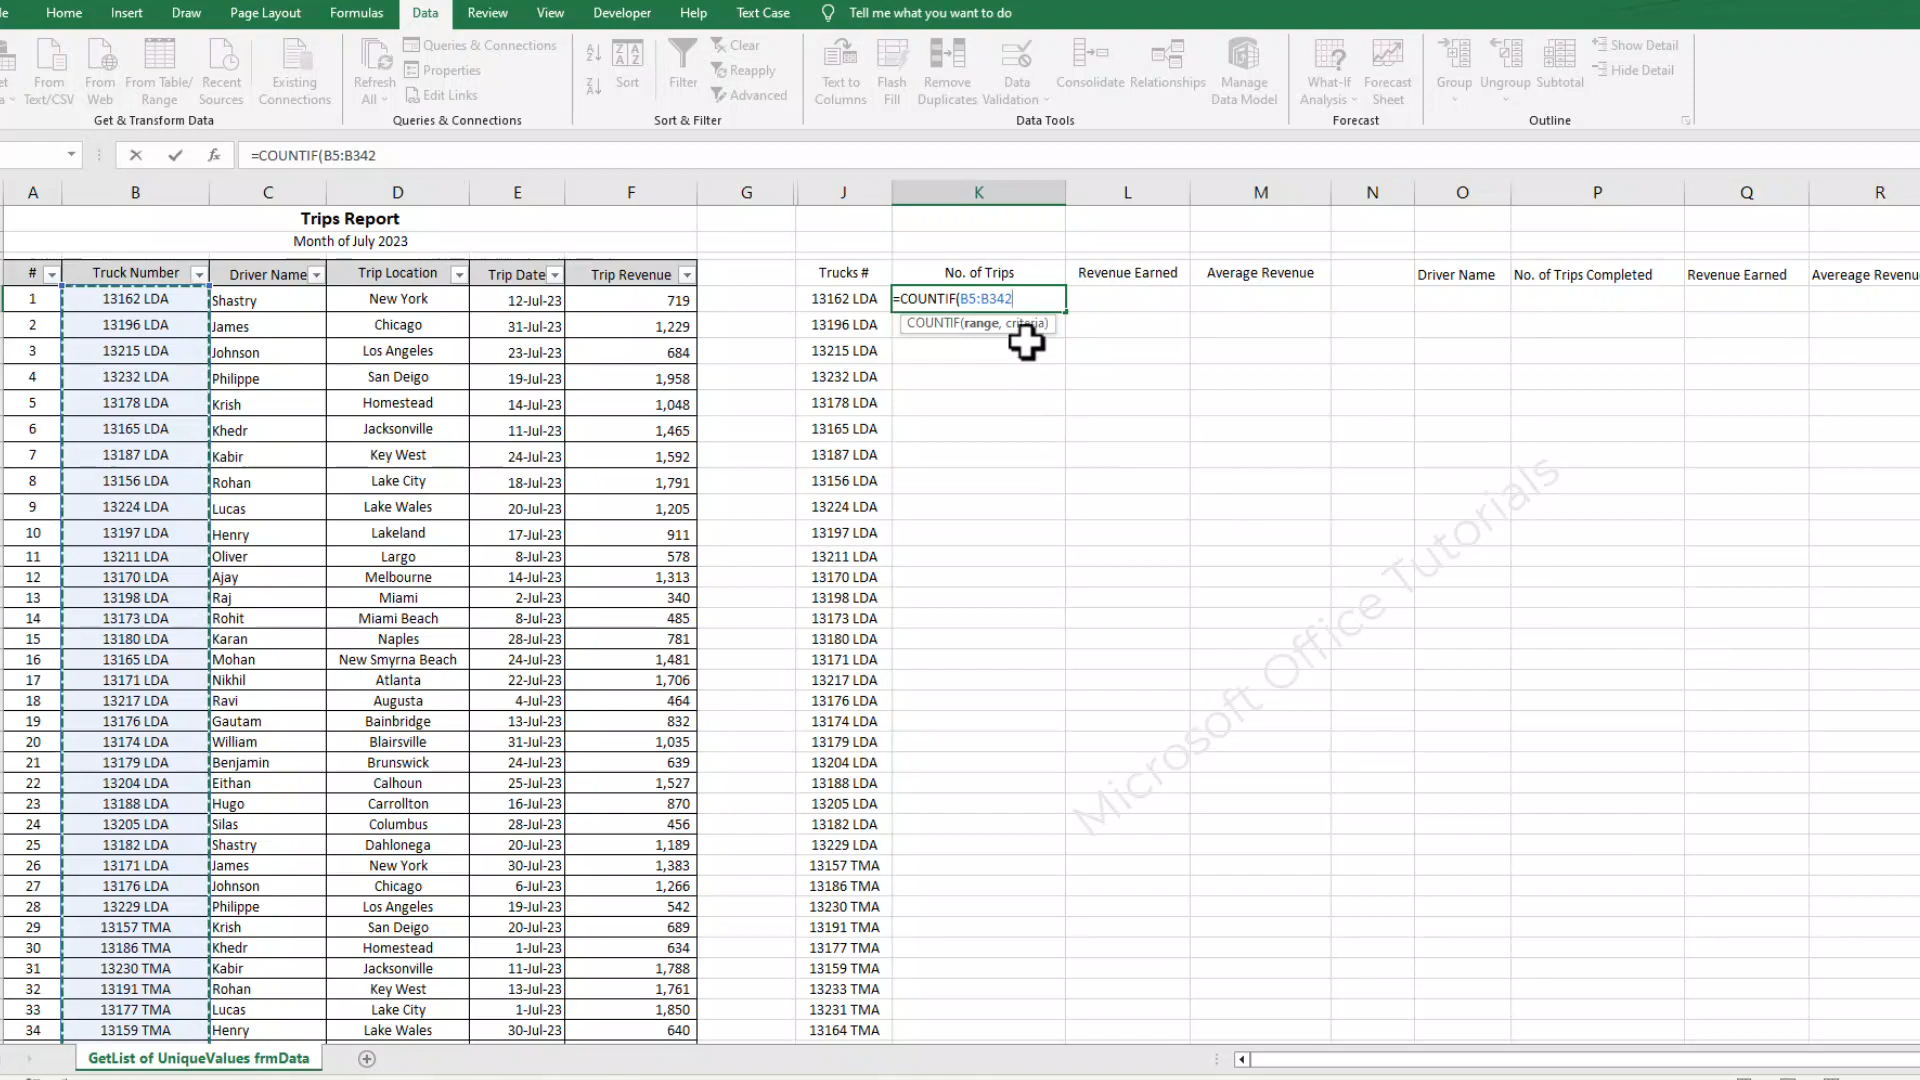 Home Insert Draw Page Layout Formulas Data Review View Developer Help Text Case Tell me what you want to do
From Text/CSV
From Web
From Table/ Range
Recent Sources
Existing Connections
Get & Transform Data
Refresh All
Queries & Connections
Properties
Edit Links
Queries & Connections
Sort
Filter
Clear
Reapply
Advanced
Sort & Filter
Text to Columns
Flash Fill
Remove Duplicates
Data Validation
Consolidate
Relationships
Manage Data Model
Data Tools
What-If Analysis
Forecast Sheet
Forecast
Group
Ungroup
Subtotal
Show Detail
Hide Detail
Outline
fx =COUNTIF(B5:B342
A B C D E F G J K L M N O P Q R
Trips Report
Month of July 2023
# Truck Number Driver Name Trip Location Trip Date Trip Revenue Trucks # No. of Trips Revenue Earned Average Revenue Driver Name No. of Trips Completed Revenue Earned Avereage Revenu
1 13162 LDA Shastry New York 12-Jul-23 719 13162 LDA =COUNTIF(B5:B342
COUNTIF(range, criteria)
2 13196 LDA James Chicago 31-Jul-23 1,229 13196 LDA
3 13215 LDA Johnson Los Angeles 23-Jul-23 684 13215 LDA
4 13232 LDA Philippe San Deigo 19-Jul-23 1,958 13232 LDA
5 13178 LDA Krish Homestead 14-Jul-23 1,048 13178 LDA
6 13165 LDA Khedr Jacksonville 11-Jul-23 1,465 13165 LDA
7 13187 LDA Kabir Key West 24-Jul-23 1,592 13187 LDA
8 13156 LDA Rohan Lake City 18-Jul-23 1,791 13156 LDA
9 13224 LDA Lucas Lake Wales 20-Jul-23 1,205 13224 LDA
10 13197 LDA Henry Lakeland 17-Jul-23 911 13197 LDA
11 13211 LDA Oliver Largo 8-Jul-23 578 13211 LDA
12 13170 LDA Ajay Melbourne 14-Jul-23 1,313 13170 LDA
13 13198 LDA Raj Miami 2-Jul-23 340 13198 LDA
14 13173 LDA Rohit Miami Beach 8-Jul-23 485 13173 LDA
15 13180 LDA Karan Naples 28-Jul-23 781 13180 LDA
16 13165 LDA Mohan New Smyrna Beach 24-Jul-23 1,481 13171 LDA
17 13171 LDA Nikhil Atlanta 22-Jul-23 1,706 13217 LDA
18 13217 LDA Ravi Augusta 4-Jul-23 464 13176 LDA
19 13176 LDA Gautam Bainbridge 13-Jul-23 832 13174 LDA
20 13174 LDA William Blairsville 31-Jul-23 1,035 13179 LDA
21 13179 LDA Benjamin Brunswick 24-Jul-23 639 13204 LDA
22 13204 LDA Eithan Calhoun 25-Jul-23 1,527 13188 LDA
23 13188 LDA Hugo Carrollton 16-Jul-23 870 13205 LDA
24 13205 LDA Silas Columbus 28-Jul-23 456 13182 LDA
25 13182 LDA Shastry Dahlonega 20-Jul-23 1,189 13229 LDA
26 13171 LDA James New York 30-Jul-23 1,383 13157 TMA
27 13176 LDA Johnson Chicago 6-Jul-23 1,266 13186 TMA
28 13229 LDA Philippe Los Angeles 19-Jul-23 542 13230 TMA
29 13157 TMA Krish San Deigo 20-Jul-23 689 13191 TMA
30 13186 TMA Khedr Homestead 1-Jul-23 634 13177 TMA
31 13230 TMA Kabir Jacksonville 11-Jul-23 1,788 13159 TMA
32 13191 TMA Rohan Key West 13-Jul-23 1,761 13233 TMA
33 13177 TMA Lucas Lake City 1-Jul-23 1,850 13231 TMA
34 13159 TMA Henry Lake Wales 30-Jul-23 640 13164 TMA
Microsoft Office Tutorials
GetList of UniqueValues frmData